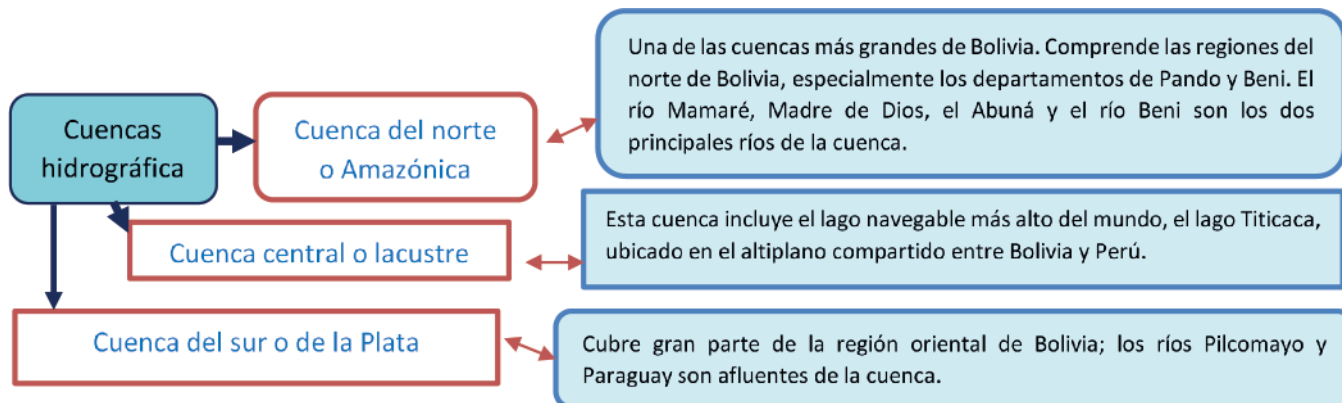 Cuencas
hidrográfica
Cuenca del norte
o Amazónica
Una de las cuencas más grandes de Bolivia. Comprende las regiones del
norte de Bolivia, especialmente los departamentos de Pando y Beni. El
río Mamaré, Madre de Dios, el Abuná y el río Beni son los dos
principales ríos de la cuenca.
Cuenca central o lacustre
Esta cuenca incluye el lago navegable más alto del mundo, el lago Titicaca,
ubicado en el altiplano compartido entre Bolivia y Perú.
Cuenca del sur o de la Plata
Cubre gran parte de la región oriental de Bolivia; los ríos Pilcomayo y
Paraguay son afluentes de la cuenca.